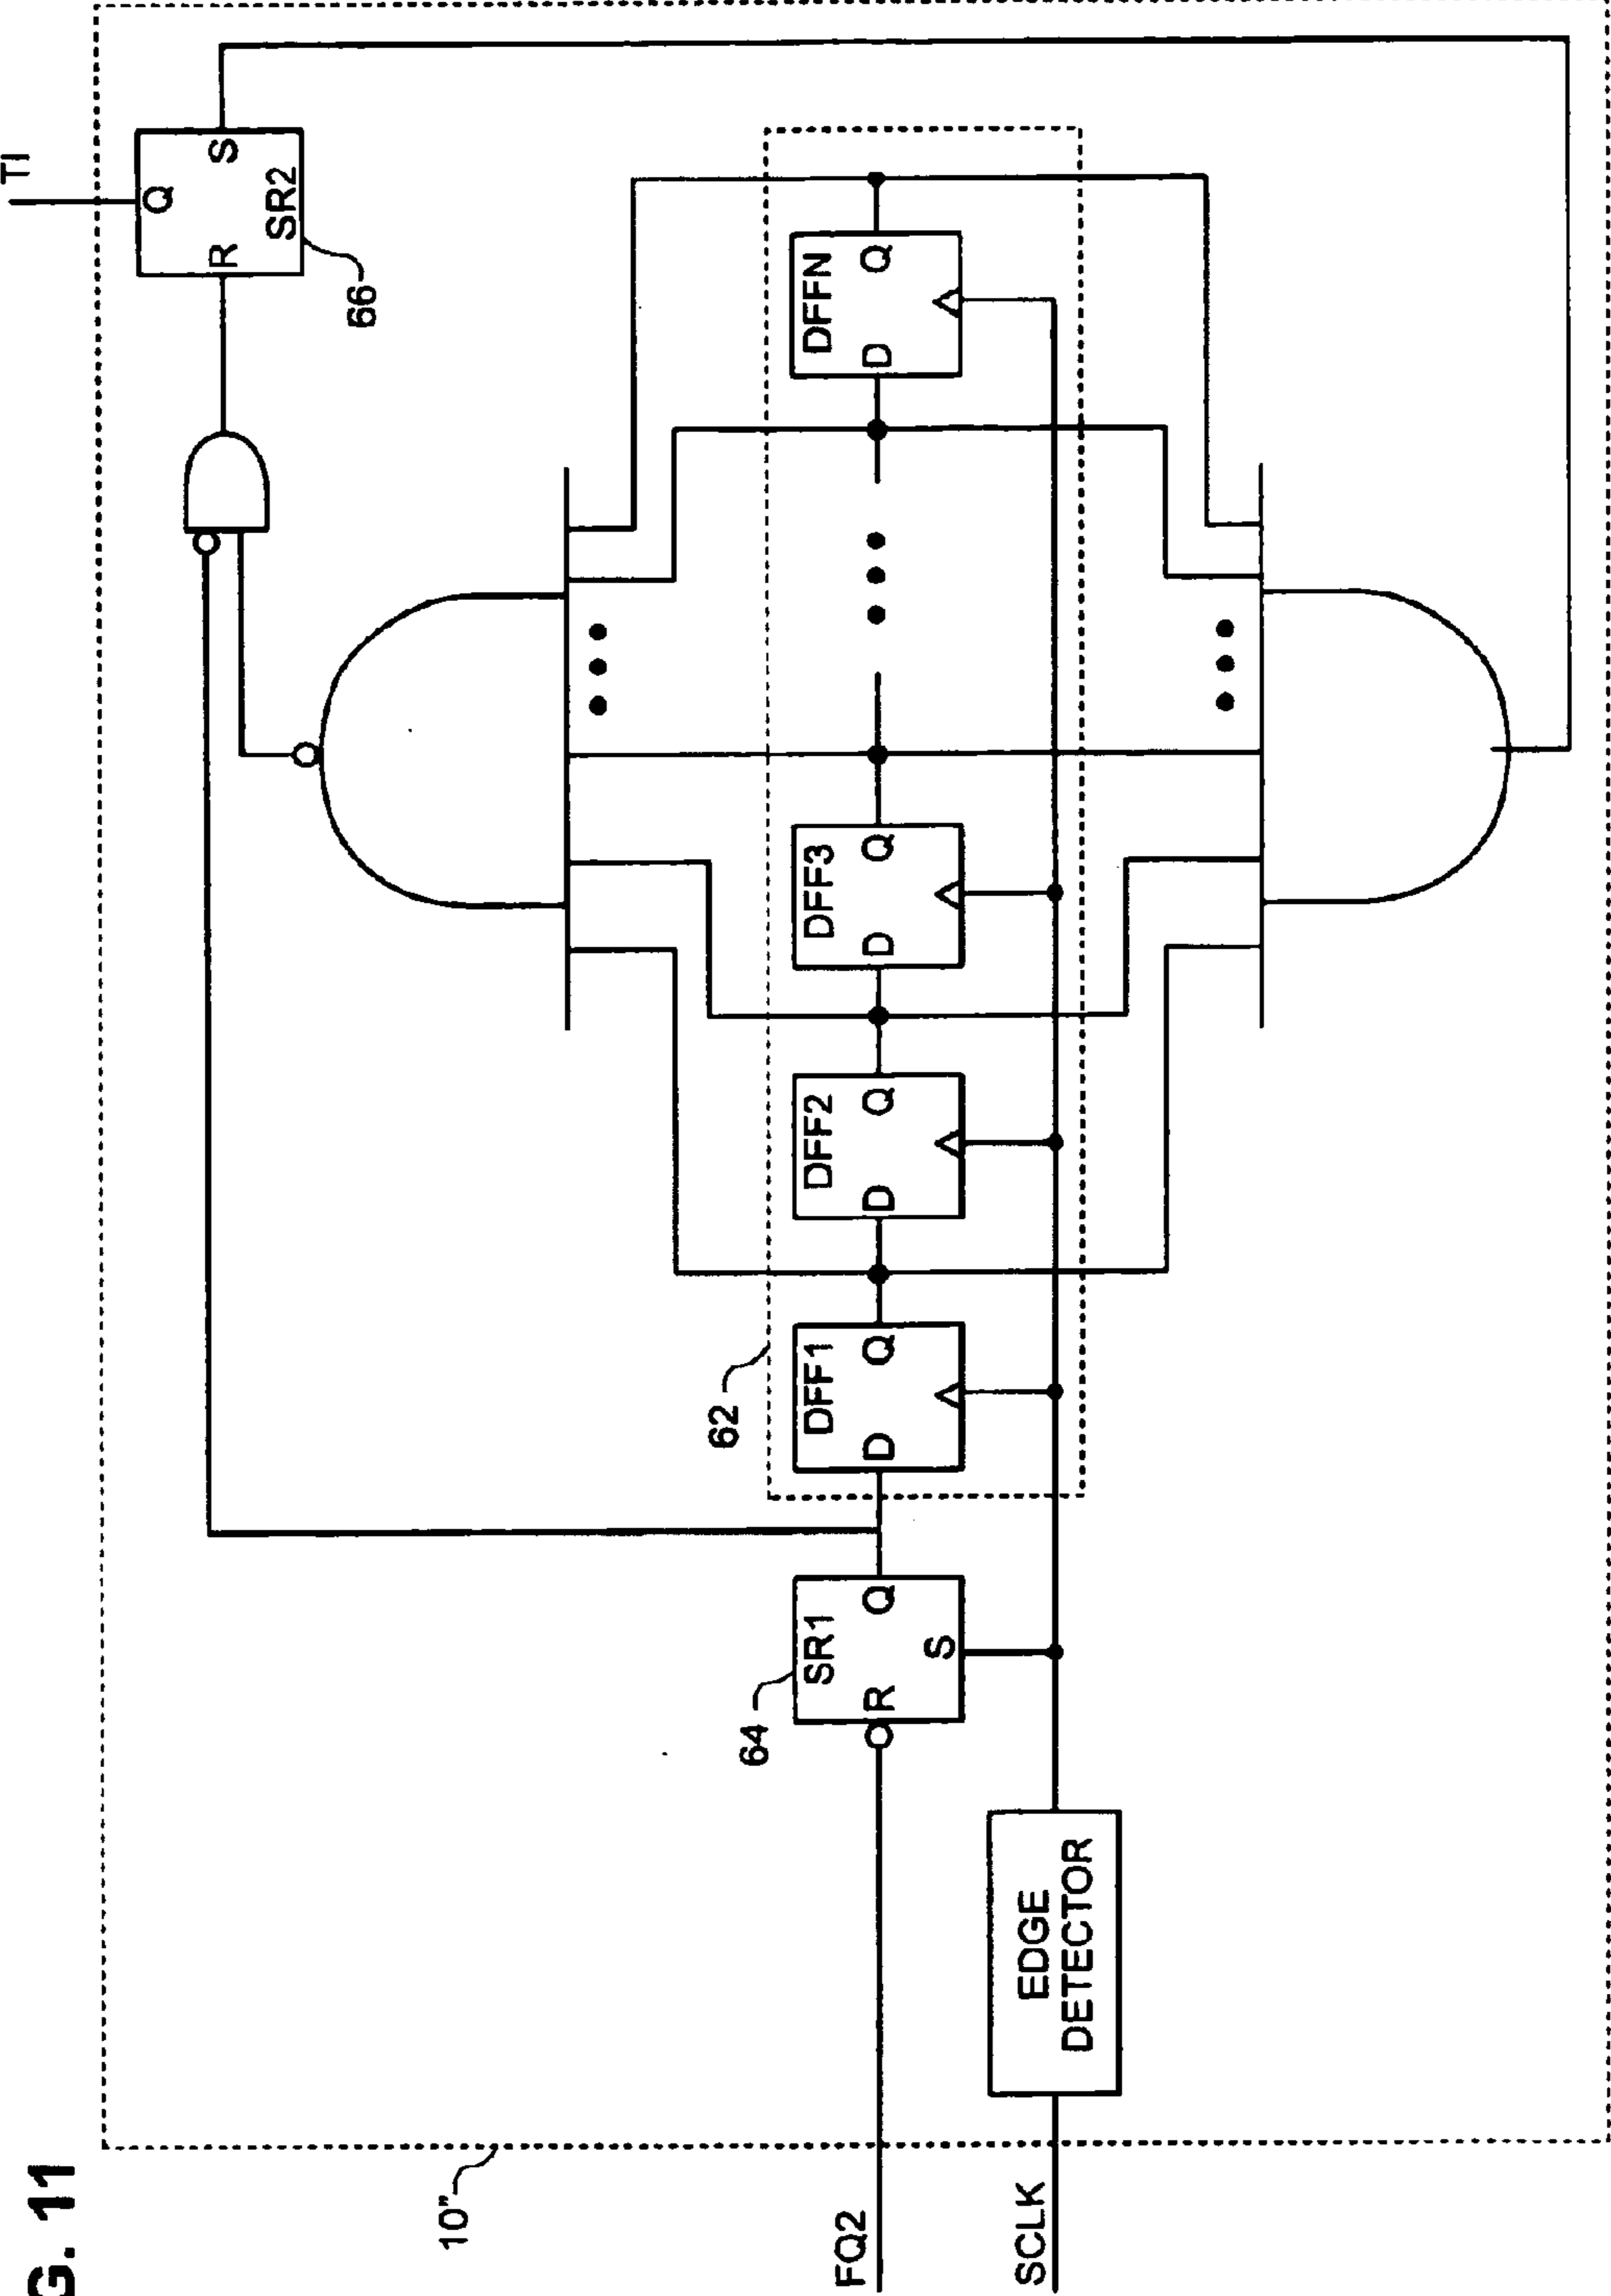 G. 11
10"
FQ2
SCLK
EDGE
DETECTOR
64
SR1
R
S
Q
62
DFF1
D
Q
DFF2
D
Q
DFF3
D
Q
DFFN
D
Q
66
SR2
R
S
Q
TI